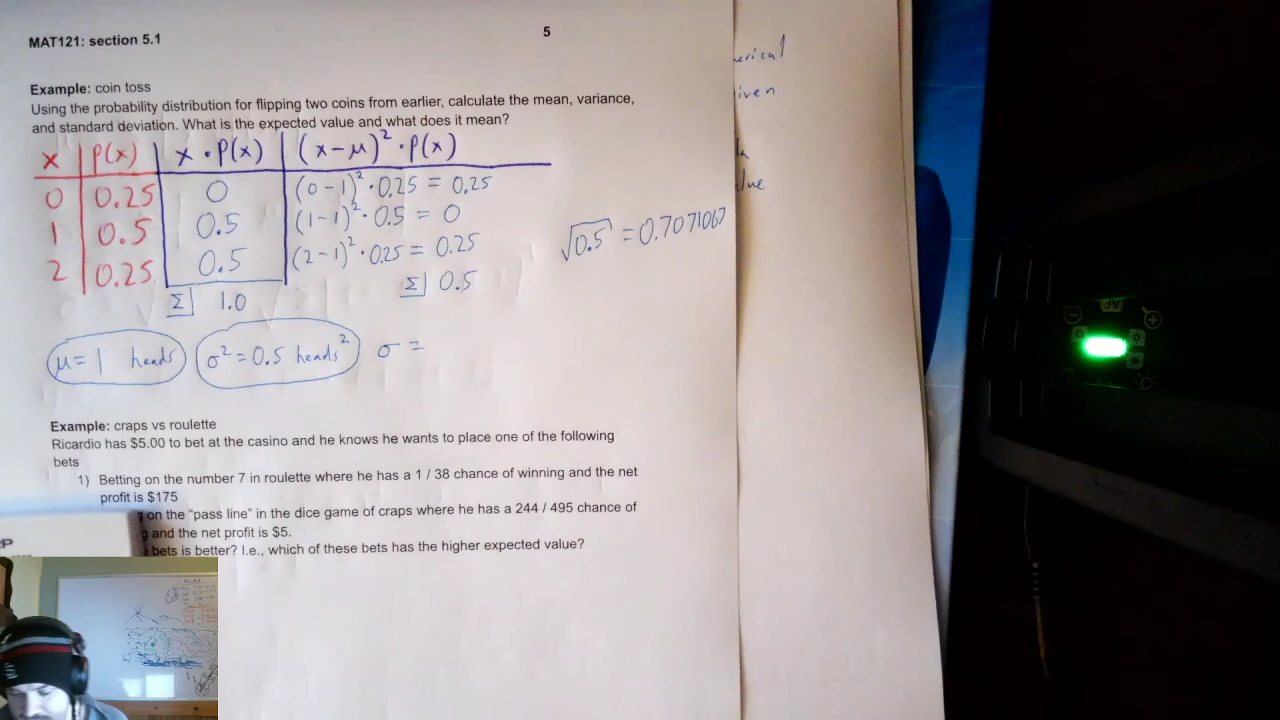 MAT121: section 5.1
5
Example: coin toss
Using the probability distribution for flipping two coins from earlier, calculate the mean, variance,
and standard deviation. What is the expected value and what does it mean?
x P(x) x • P(x) (x-μ)² • P(x)
0 0.25 0 (0-1)² • 0.25 = 0.25
1 0.5 0.5 (1-1)² • 0.5 = 0
2 0.25 0.5 (2-1)² • 0.25 = 0.25
Σ 1.0 Σ 0.5
√0.5 = 0.7071067
μ = 1 heads σ² = 0.5 heads² σ =
Example: craps vs roulette
Ricardio has $5.00 to bet at the casino and he knows he wants to place one of the following
bets
1) Betting on the number 7 in roulette where he has a 1 / 38 chance of winning and the net
profit is $175
on the “pass line” in the dice game of craps where he has a 244 / 495 chance of
and the net profit is $5.
bets is better? I.e., which of these bets has the higher expected value?
erical
iven
lue
AF